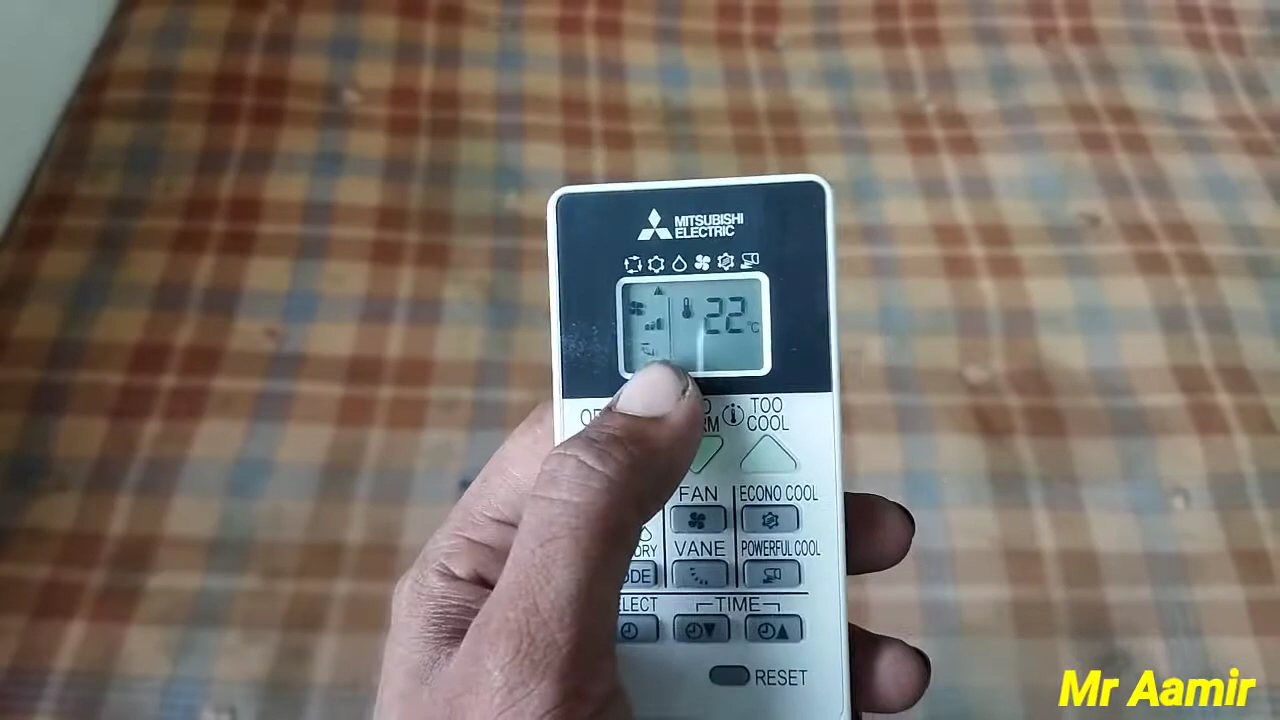 MITSUBISHI
ELECTRIC
22°C
TOO
COOL
FAN
ECONO COOL
VANE
POWERFUL COOL
TIME
RESET
Mr Aamir